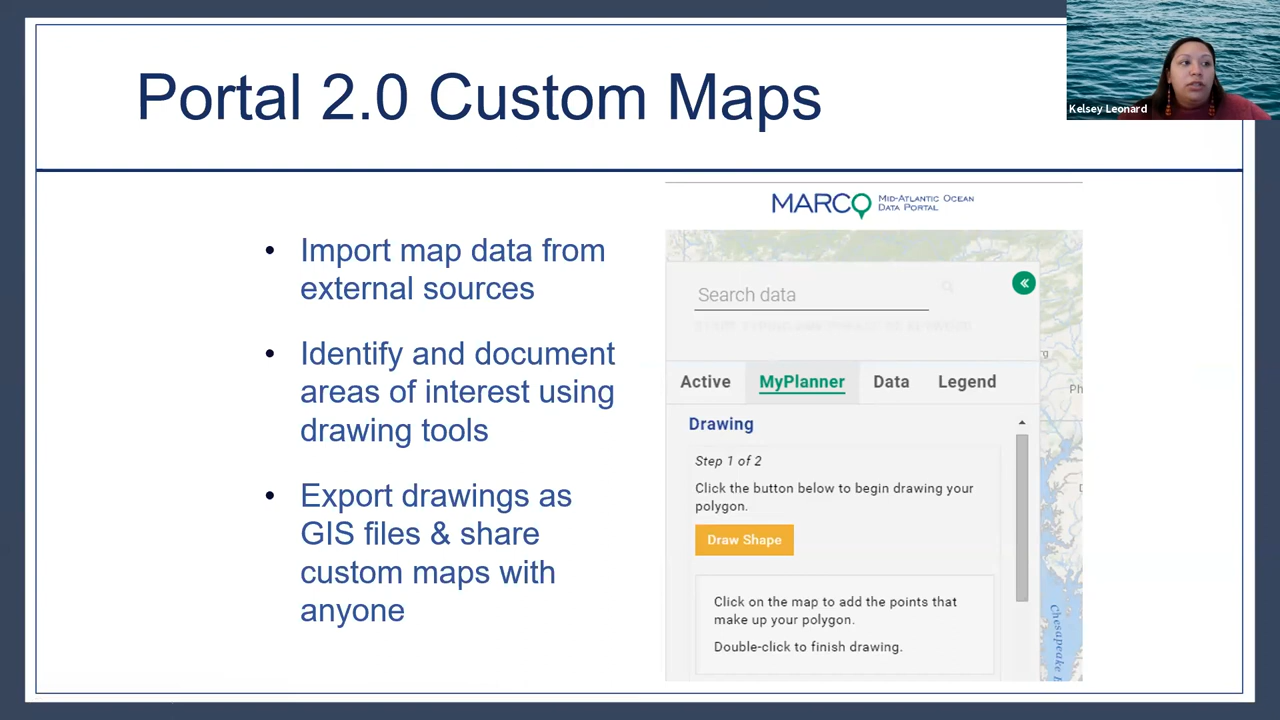 Portal 2.0 Custom Maps
Kelsey Leonard
• Import map data from
external sources
• Identify and document
areas of interest using
drawing tools
• Export drawings as
GIS files & share
custom maps with
anyone
MARCO MID-ATLANTIC OCEAN
DATA PORTAL
Search data
Active MyPlanner Data Legend
Drawing
Step 1 of 2
Click the button below to begin drawing your
polygon.
Draw Shape
Click on the map to add the points that
make up your polygon.
Double-click to finish drawing.
rg
Ph
Chesapeake